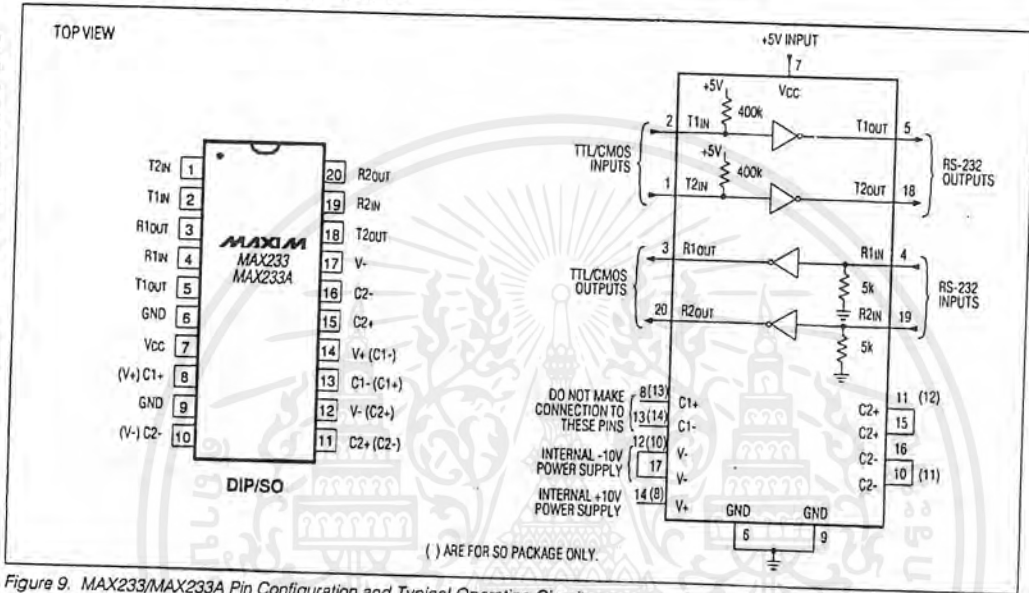 TOP VIEW
T2IN 1
T1IN 2
R1OUT 3
R1IN 4
T1OUT 5
GND 6
VCC 7
(V+) C1+ 8
GND 9
(V-) C2- 10
MAXIM
MAX233
MAX233A
20 R2OUT
19 R2IN
18 T2OUT
17 V-
16 C2-
15 C2+
14 V+ (C1-)
13 C1- (C1+)
12 V- (C2+)
11 C2+ (C2-)
DIP/SO
+5V INPUT
7
VCC
+5V
400k
2 T1IN
T1OUT 5
TTL/CMOS
INPUTS
+5V
400k
RS-232
OUTPUTS
1 T2IN
T2OUT 18
3 R1OUT
R1IN 4
TTL/CMOS
OUTPUTS
5k
RS-232
INPUTS
20 R2OUT
R2IN 19
5k
DO NOT MAKE
CONNECTION TO
THESE PINS
8 (13) C1+
13 (14) C1-
INTERNAL -10V
POWER SUPPLY
12 (10) V-
17 V-
INTERNAL +10V
POWER SUPPLY
14 (8) V+
C2+ 11 (12)
C2+ 15
C2- 16
C2- 10 (11)
GND GND
6 9
( ) ARE FOR SO PACKAGE ONLY.
Figure 9. MAX233/MAX233A Pin Configuration and Typical Operating Circuit